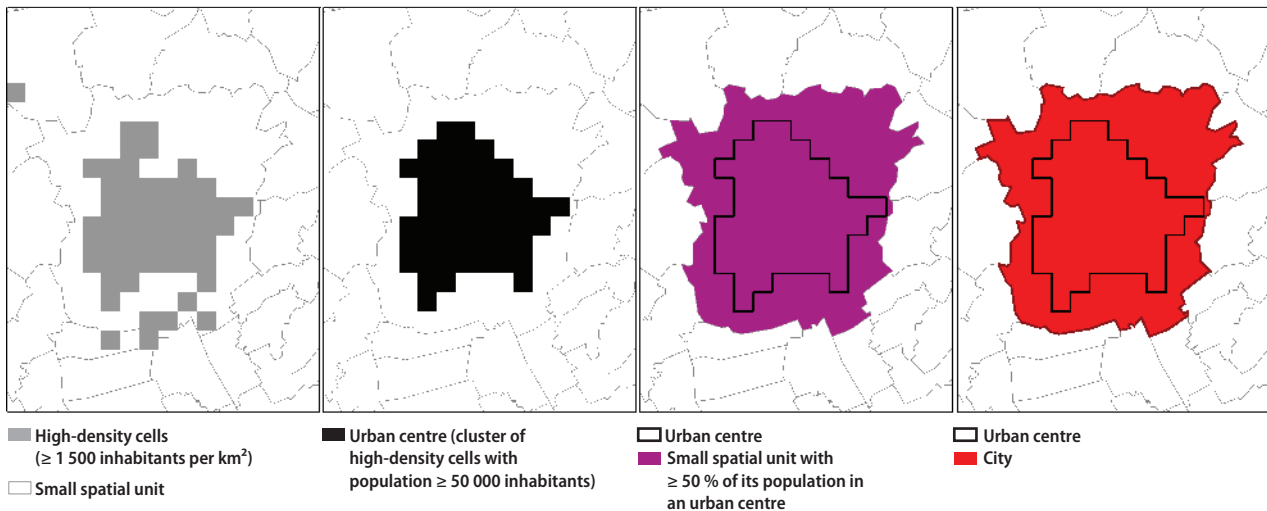 High-density cells
(≥ 1 500 inhabitants per km²)
Small spatial unit
Urban centre (cluster of
high-density cells with
population ≥ 50 000 inhabitants)
Urban centre
Small spatial unit with
≥ 50 % of its population in
an urban centre
Urban centre
City